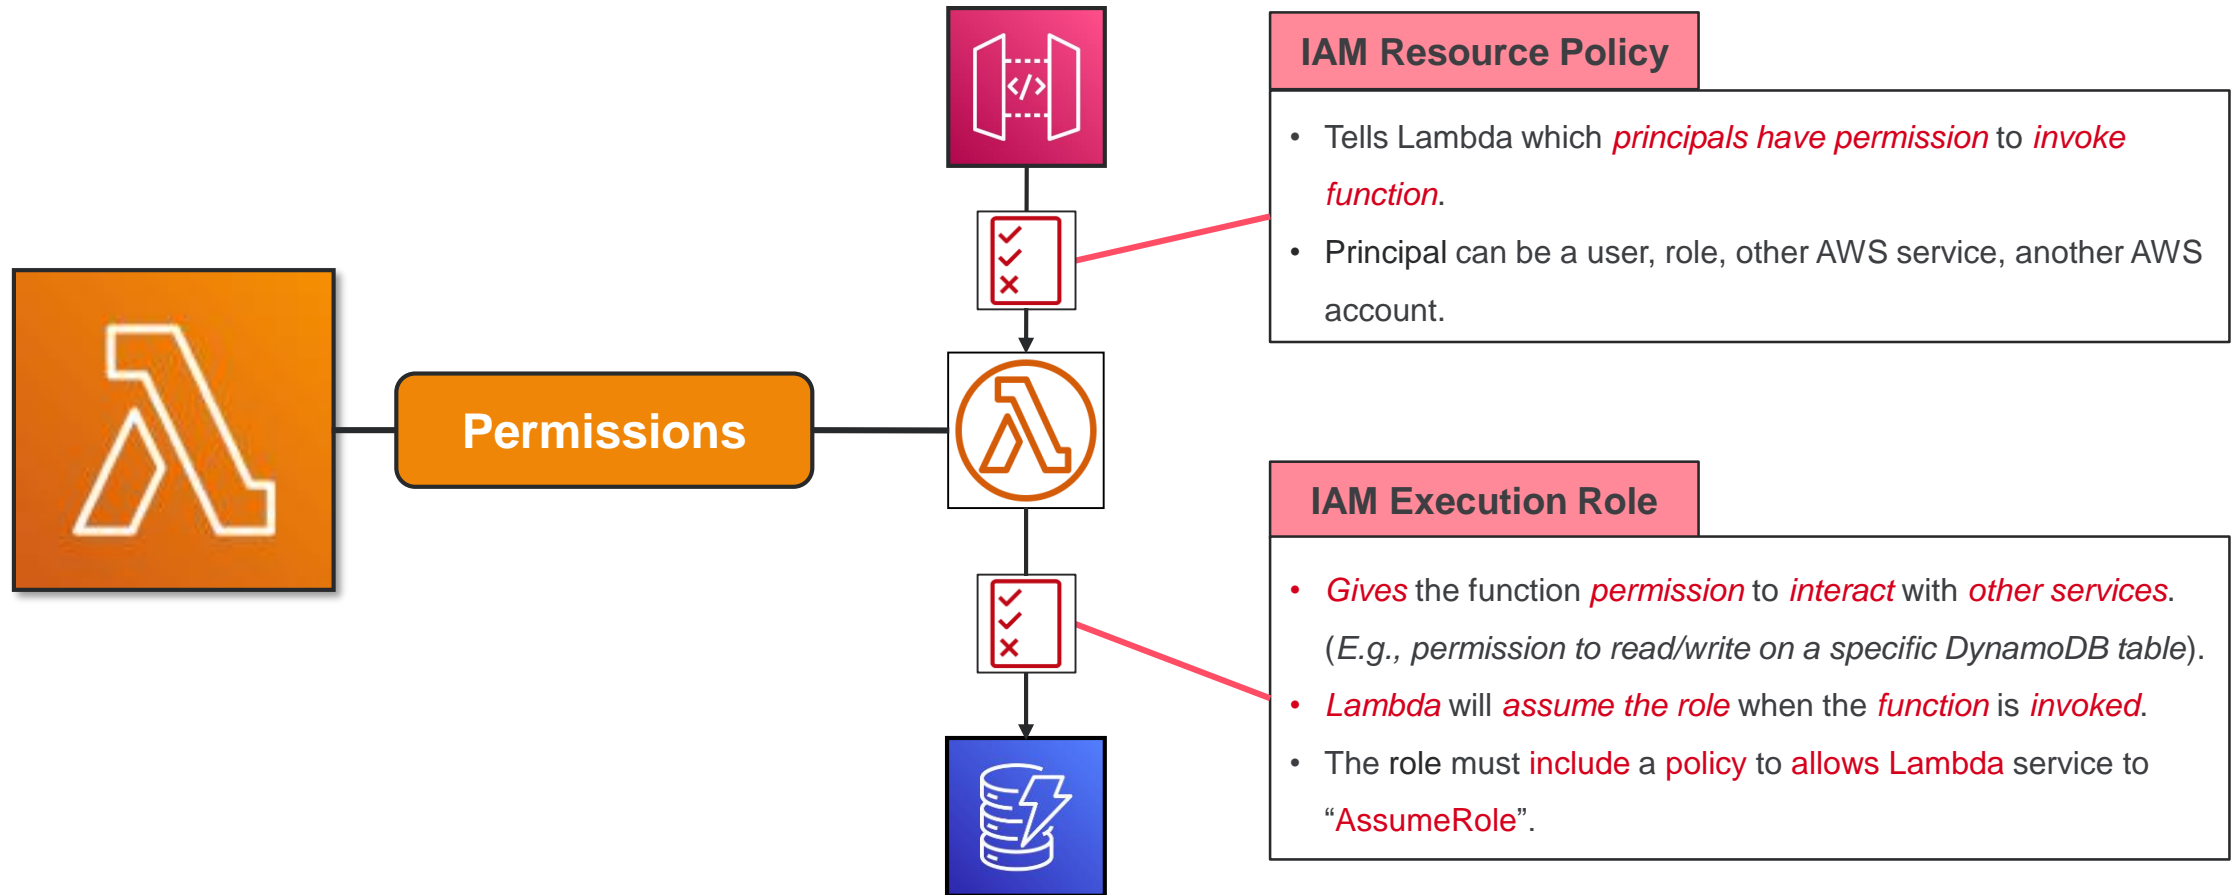 IAM Resource Policy
• Tells Lambda which principals have permission to invoke
function.
• Principal can be a user, role, other AWS service, another AWS
account.
Permissions
IAM Execution Role
• Gives the function permission to interact with other services.
(E.g., permission to read/write on a specific DynamoDB table).
• Lambda will assume the role when the function is invoked.
• The role must include a policy to allows Lambda service to
“AssumeRole”.